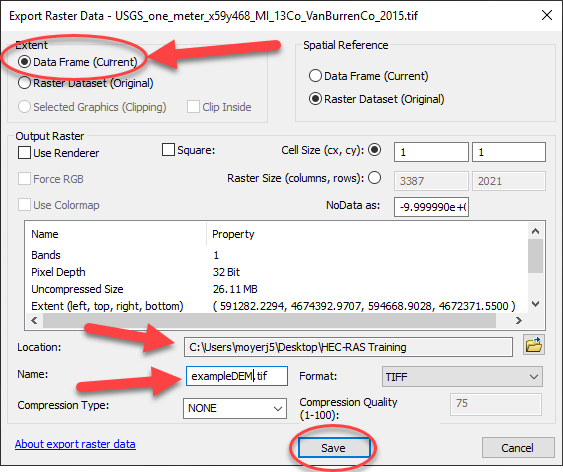 Export Raster Data - USGS_one_meter_x59y468_MI_13Co_VanBurrenCo_2015.tif
Extent
Data Frame (Current)
Raster Dataset (Original)
Selected Graphics (Clipping)
Clip Inside
Spatial Reference
Data Frame (Current)
Raster Dataset (Original)
Output Raster
Use Renderer
Square:
Cell Size (cx, cy):
1
1
Force RGB
Raster Size (columns, rows):
3387
2021
Use Colormap
NoData as:
-9.999990e+
Name
Property
Bands
1
Pixel Depth
32 Bit
Uncompressed Size
26.11 MB
Extent (left, top, right, bottom)
( 591282.2294, 4674392.9707, 594668.9028, 4672371.5500 )
Location:
C:\Users\moyerj5\Desktop\HEC-RAS Training
Name:
exampleDEM.tif
Format:
TIFF
Compression Type:
NONE
Compression Quality
(1-100):
75
About export raster data
Save
Cancel